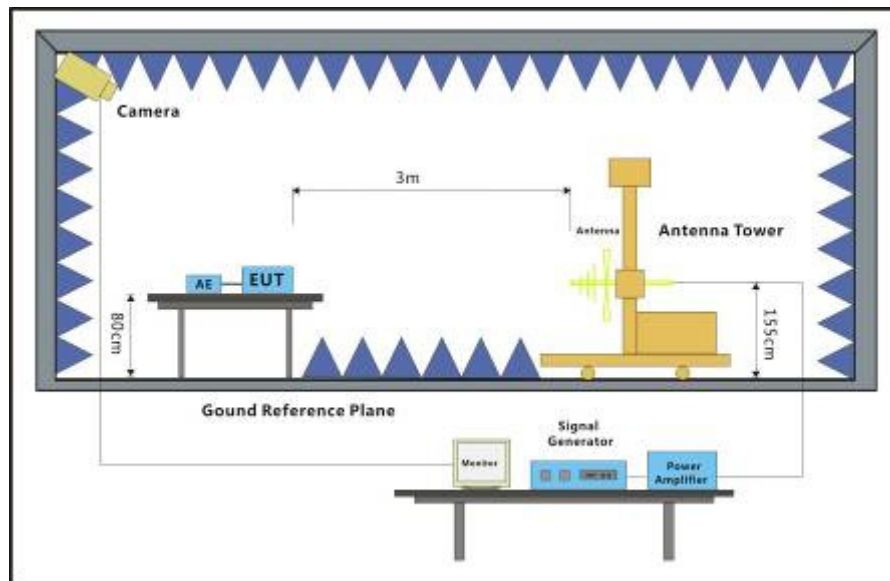 Camera
3m
Antenna
Antenna Tower
AE
EUT
80cm
155cm
Gound Reference Plane
Signal
Generator
Monitor
Power
Amplifier